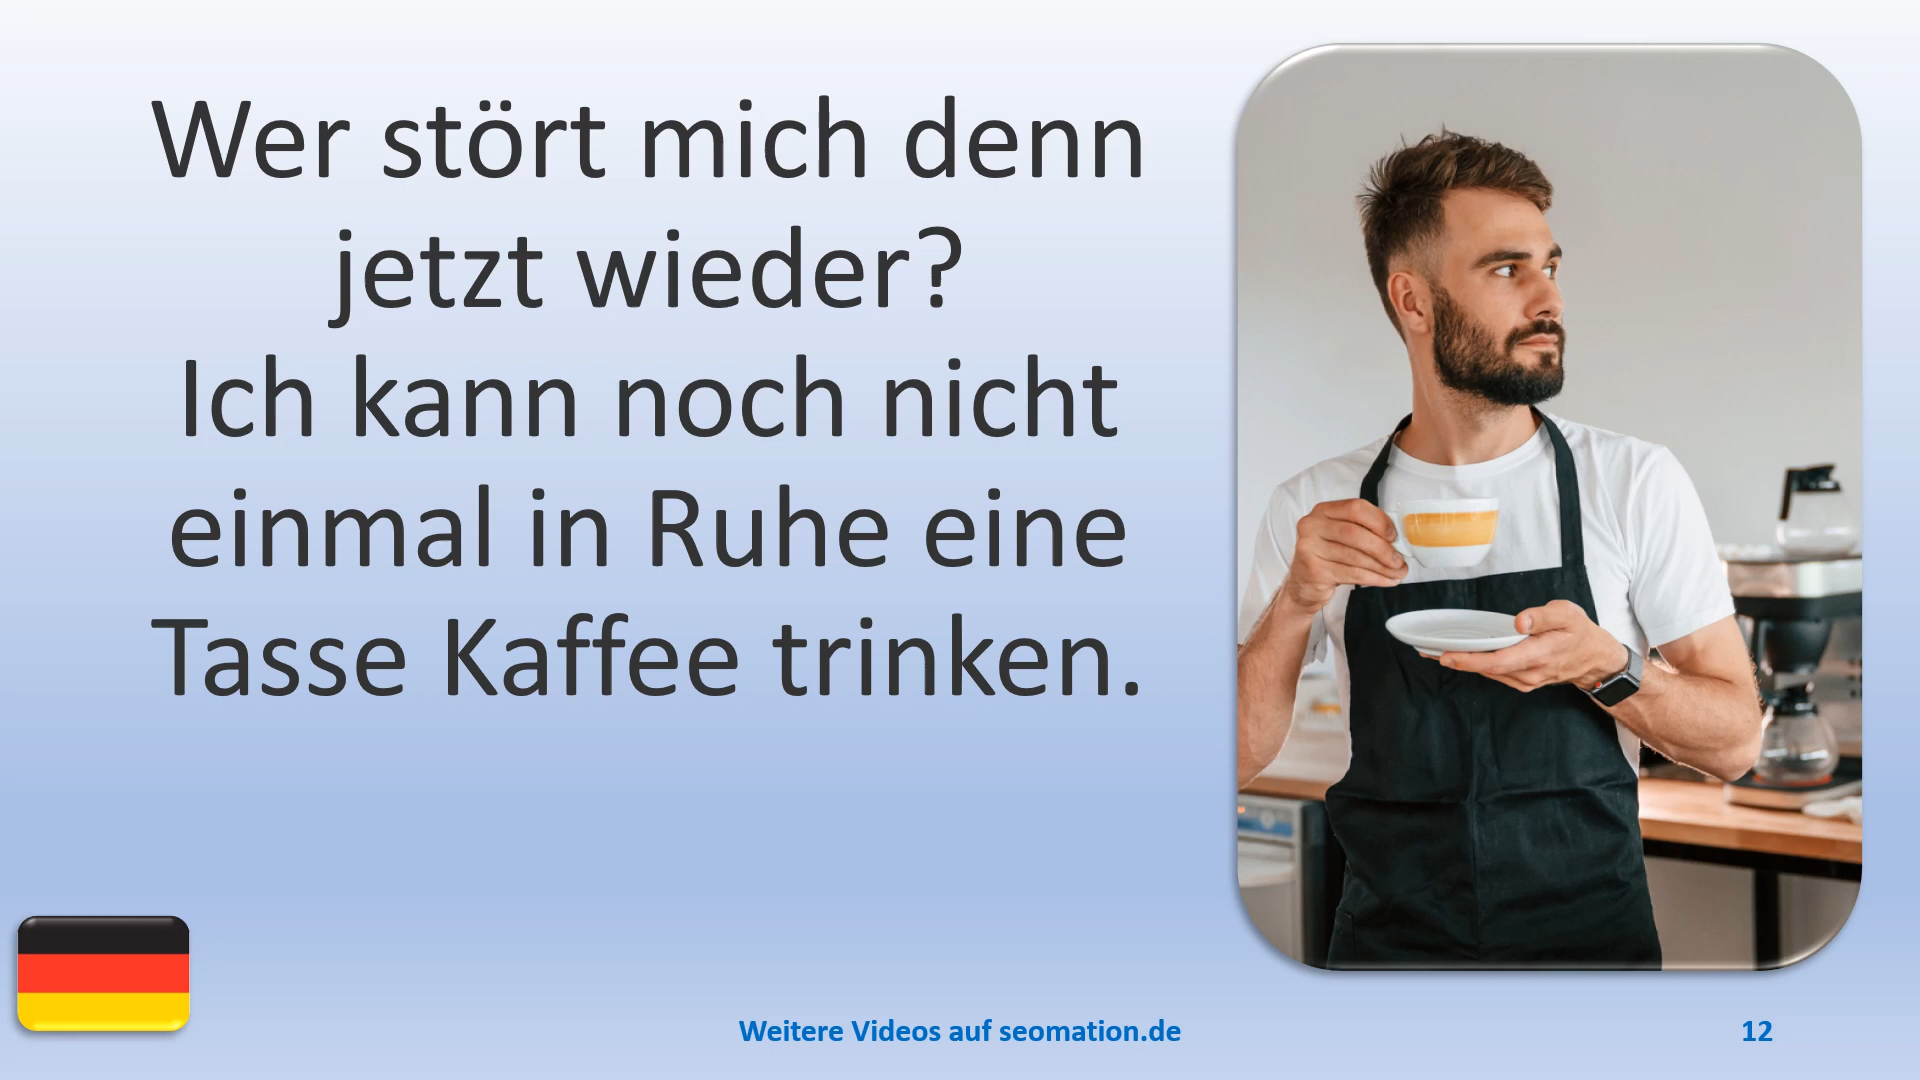 Wer stört mich denn
jetzt wieder?
Ich kann noch nicht
einmal in Ruhe eine
Tasse Kaffee trinken.
Weitere Videos auf seomation.de
12